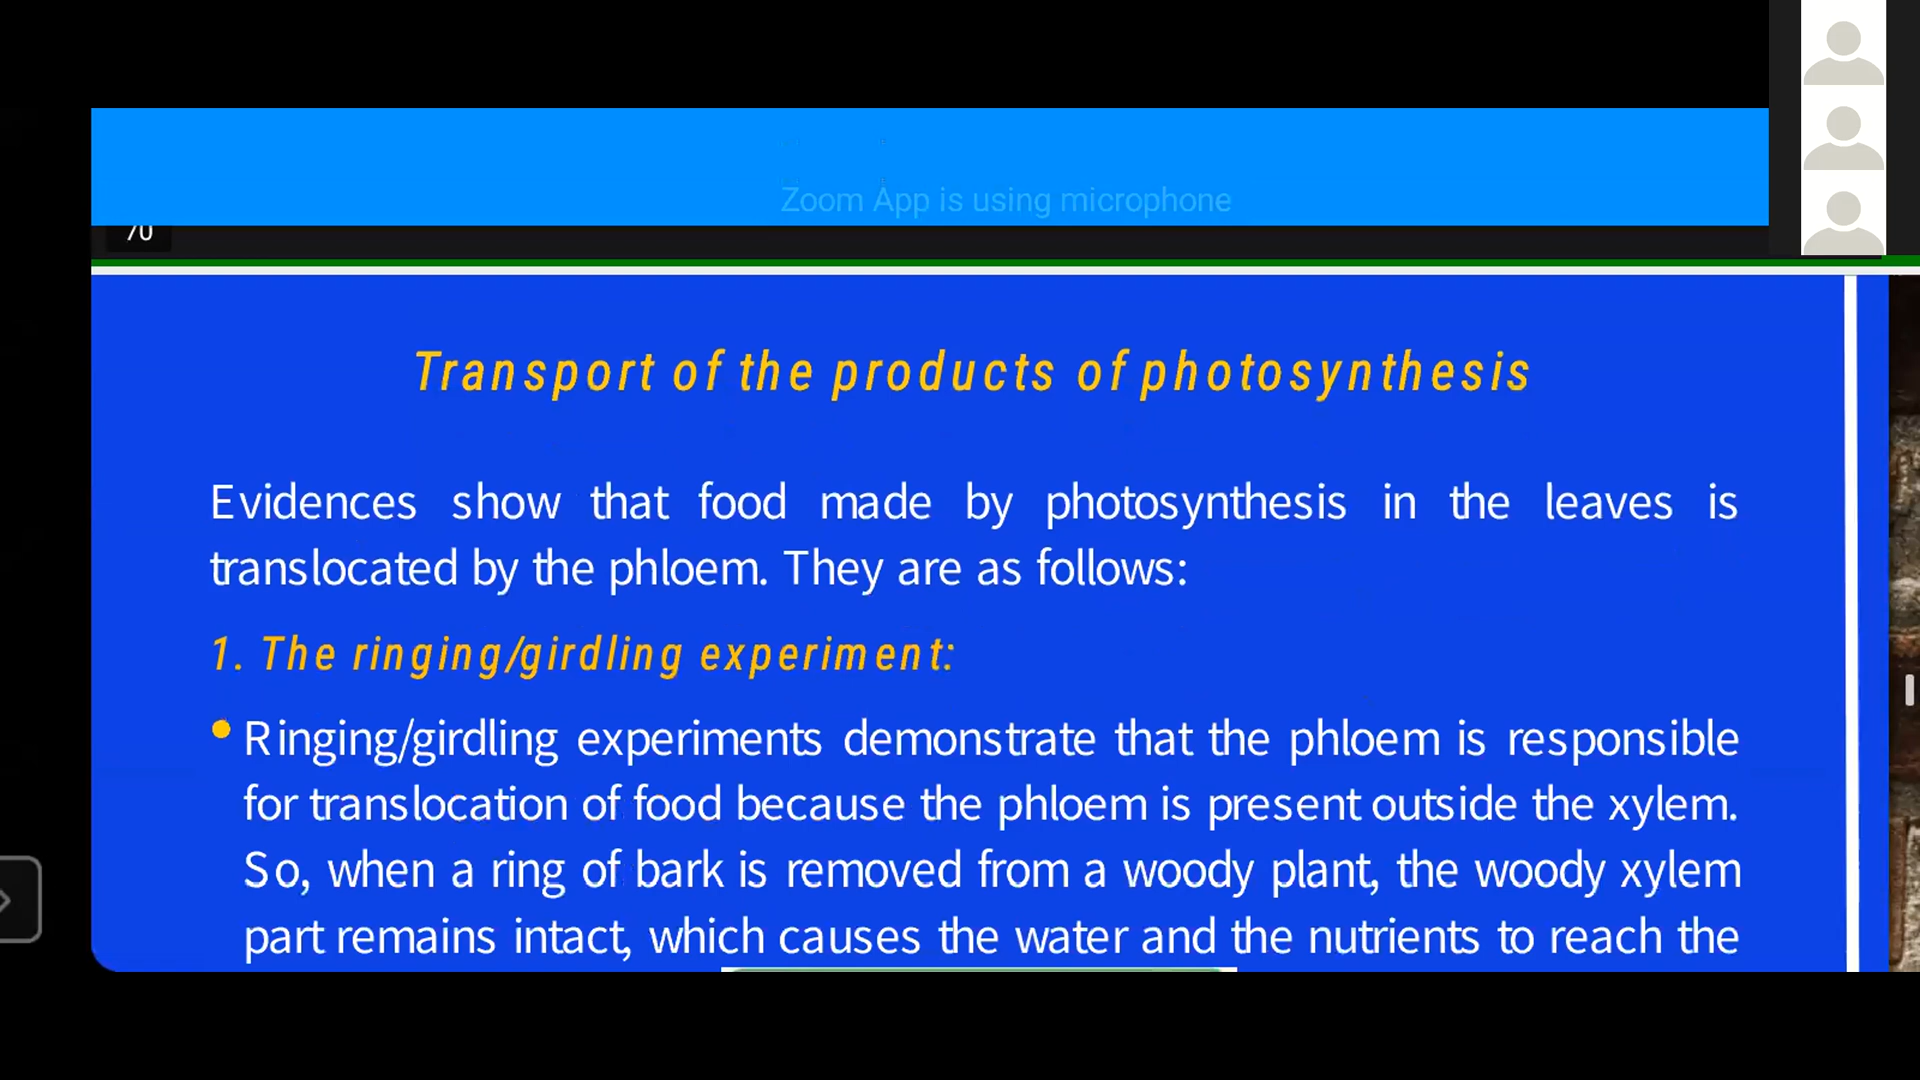 Zoom App is using microphone
70
Transport of the products of photosynthesis
Evidences show that food made by photosynthesis in the leaves is
translocated by the phloem. They are as follows:
1. The ringing/girdling experiment:
• Ringing/girdling experiments demonstrate that the phloem is responsible
for translocation of food because the phloem is present outside the xylem.
So, when a ring of bark is removed from a woody plant, the woody xylem
part remains intact, which causes the water and the nutrients to reach the